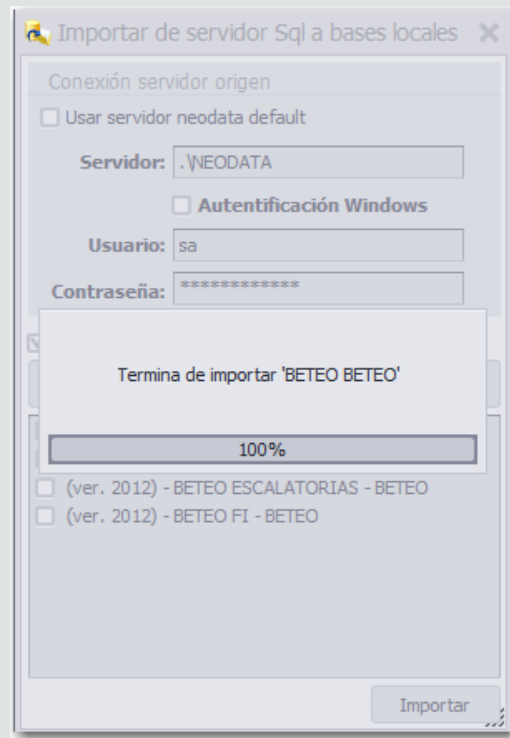 Importar de servidor Sql a bases locales
Conexión servidor origen
Usar servidor neodata default
Servidor: .\NEODATA
Autentificación Windows
Usuario: sa
Contraseña: ************
Termina de importar 'BETEO BETEO'
100%
(ver. 2012) - BETEO ESCALATORIAS - BETEO
(ver. 2012) - BETEO FI - BETEO
Importar